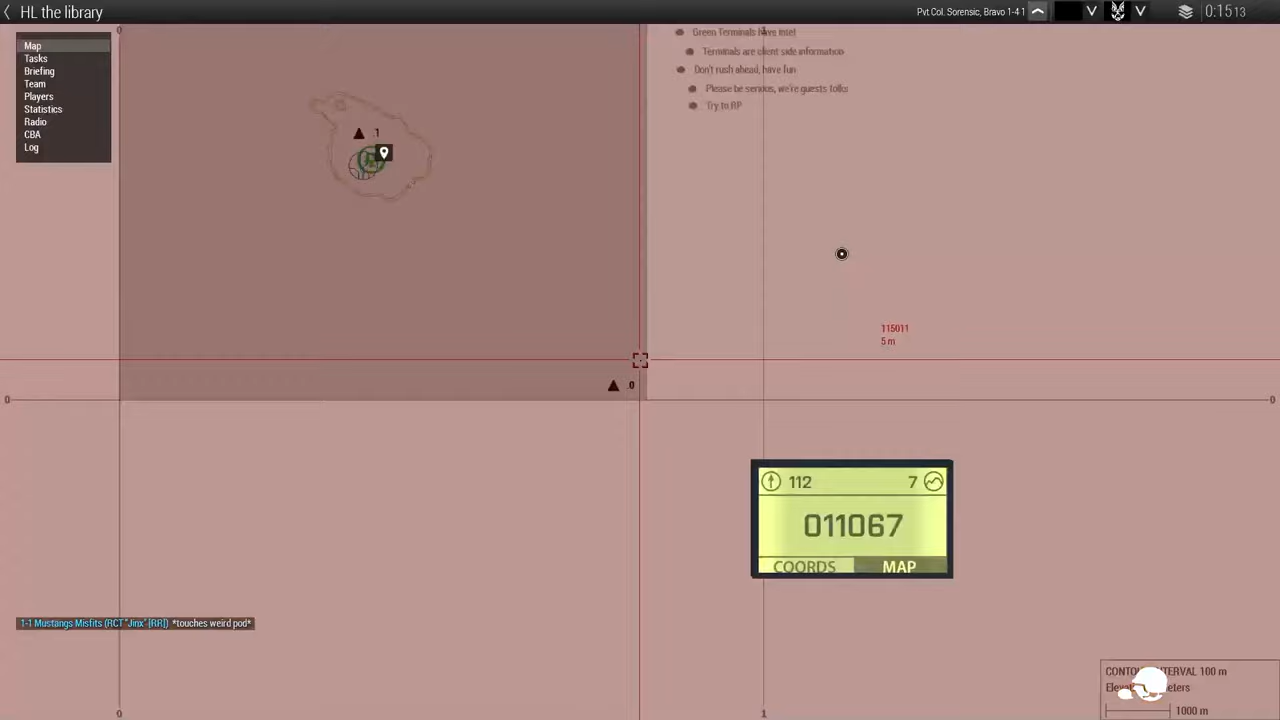 HL the library
Pvt Col. Sorensic, Bravo 1-4 1
0:15 13
0
1
Map
Tasks
Briefing
Team
Players
Statistics
Radio
CBA
Log
Green Terminals have intel
Terminals are client side information
Don't rush ahead, have fun
Please be serious, we're guests folks
Try to RP
.1
115011
5 m
.0
0
0
112
7
011067
COORDS
MAP
1-1 Mustangs Misfits (RCT "Jinx" [RR]) *touches weird pod*
1000 m
0
1